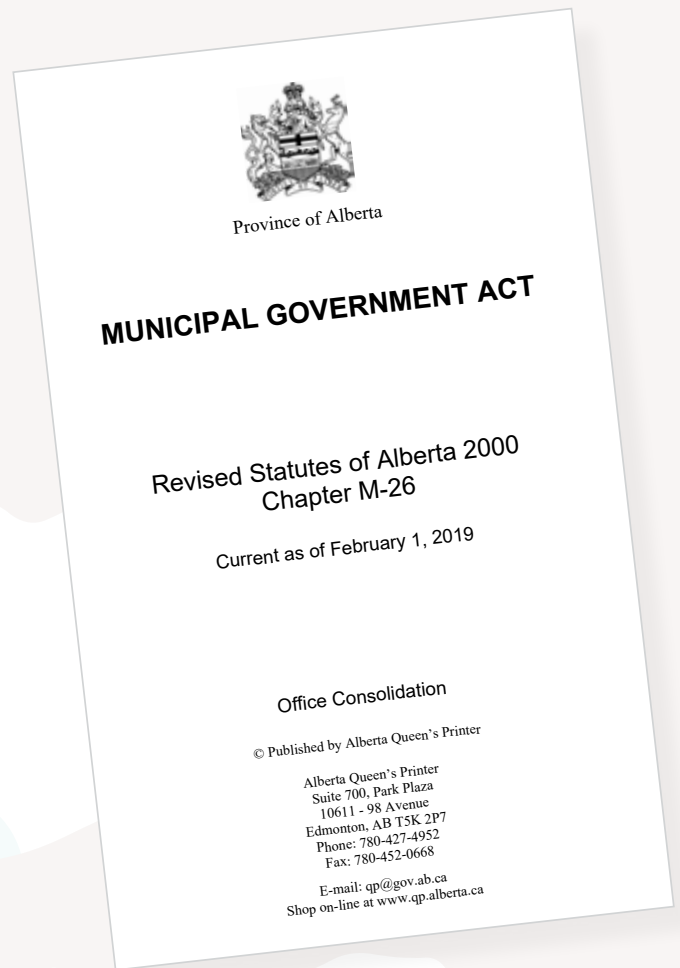 Province of Alberta
MUNICIPAL GOVERNMENT ACT
Revised Statutes of Alberta 2000
Chapter M-26
Current as of February 1, 2019
Office Consolidation
© Published by Alberta Queen’s Printer
Alberta Queen’s Printer
Suite 700, Park Plaza
10611 - 98 Avenue
Edmonton, AB T5K 2P7
Phone: 780-427-4952
Fax: 780-452-0668
E-mail: qp@gov.ab.ca
Shop on-line at www.qp.alberta.ca